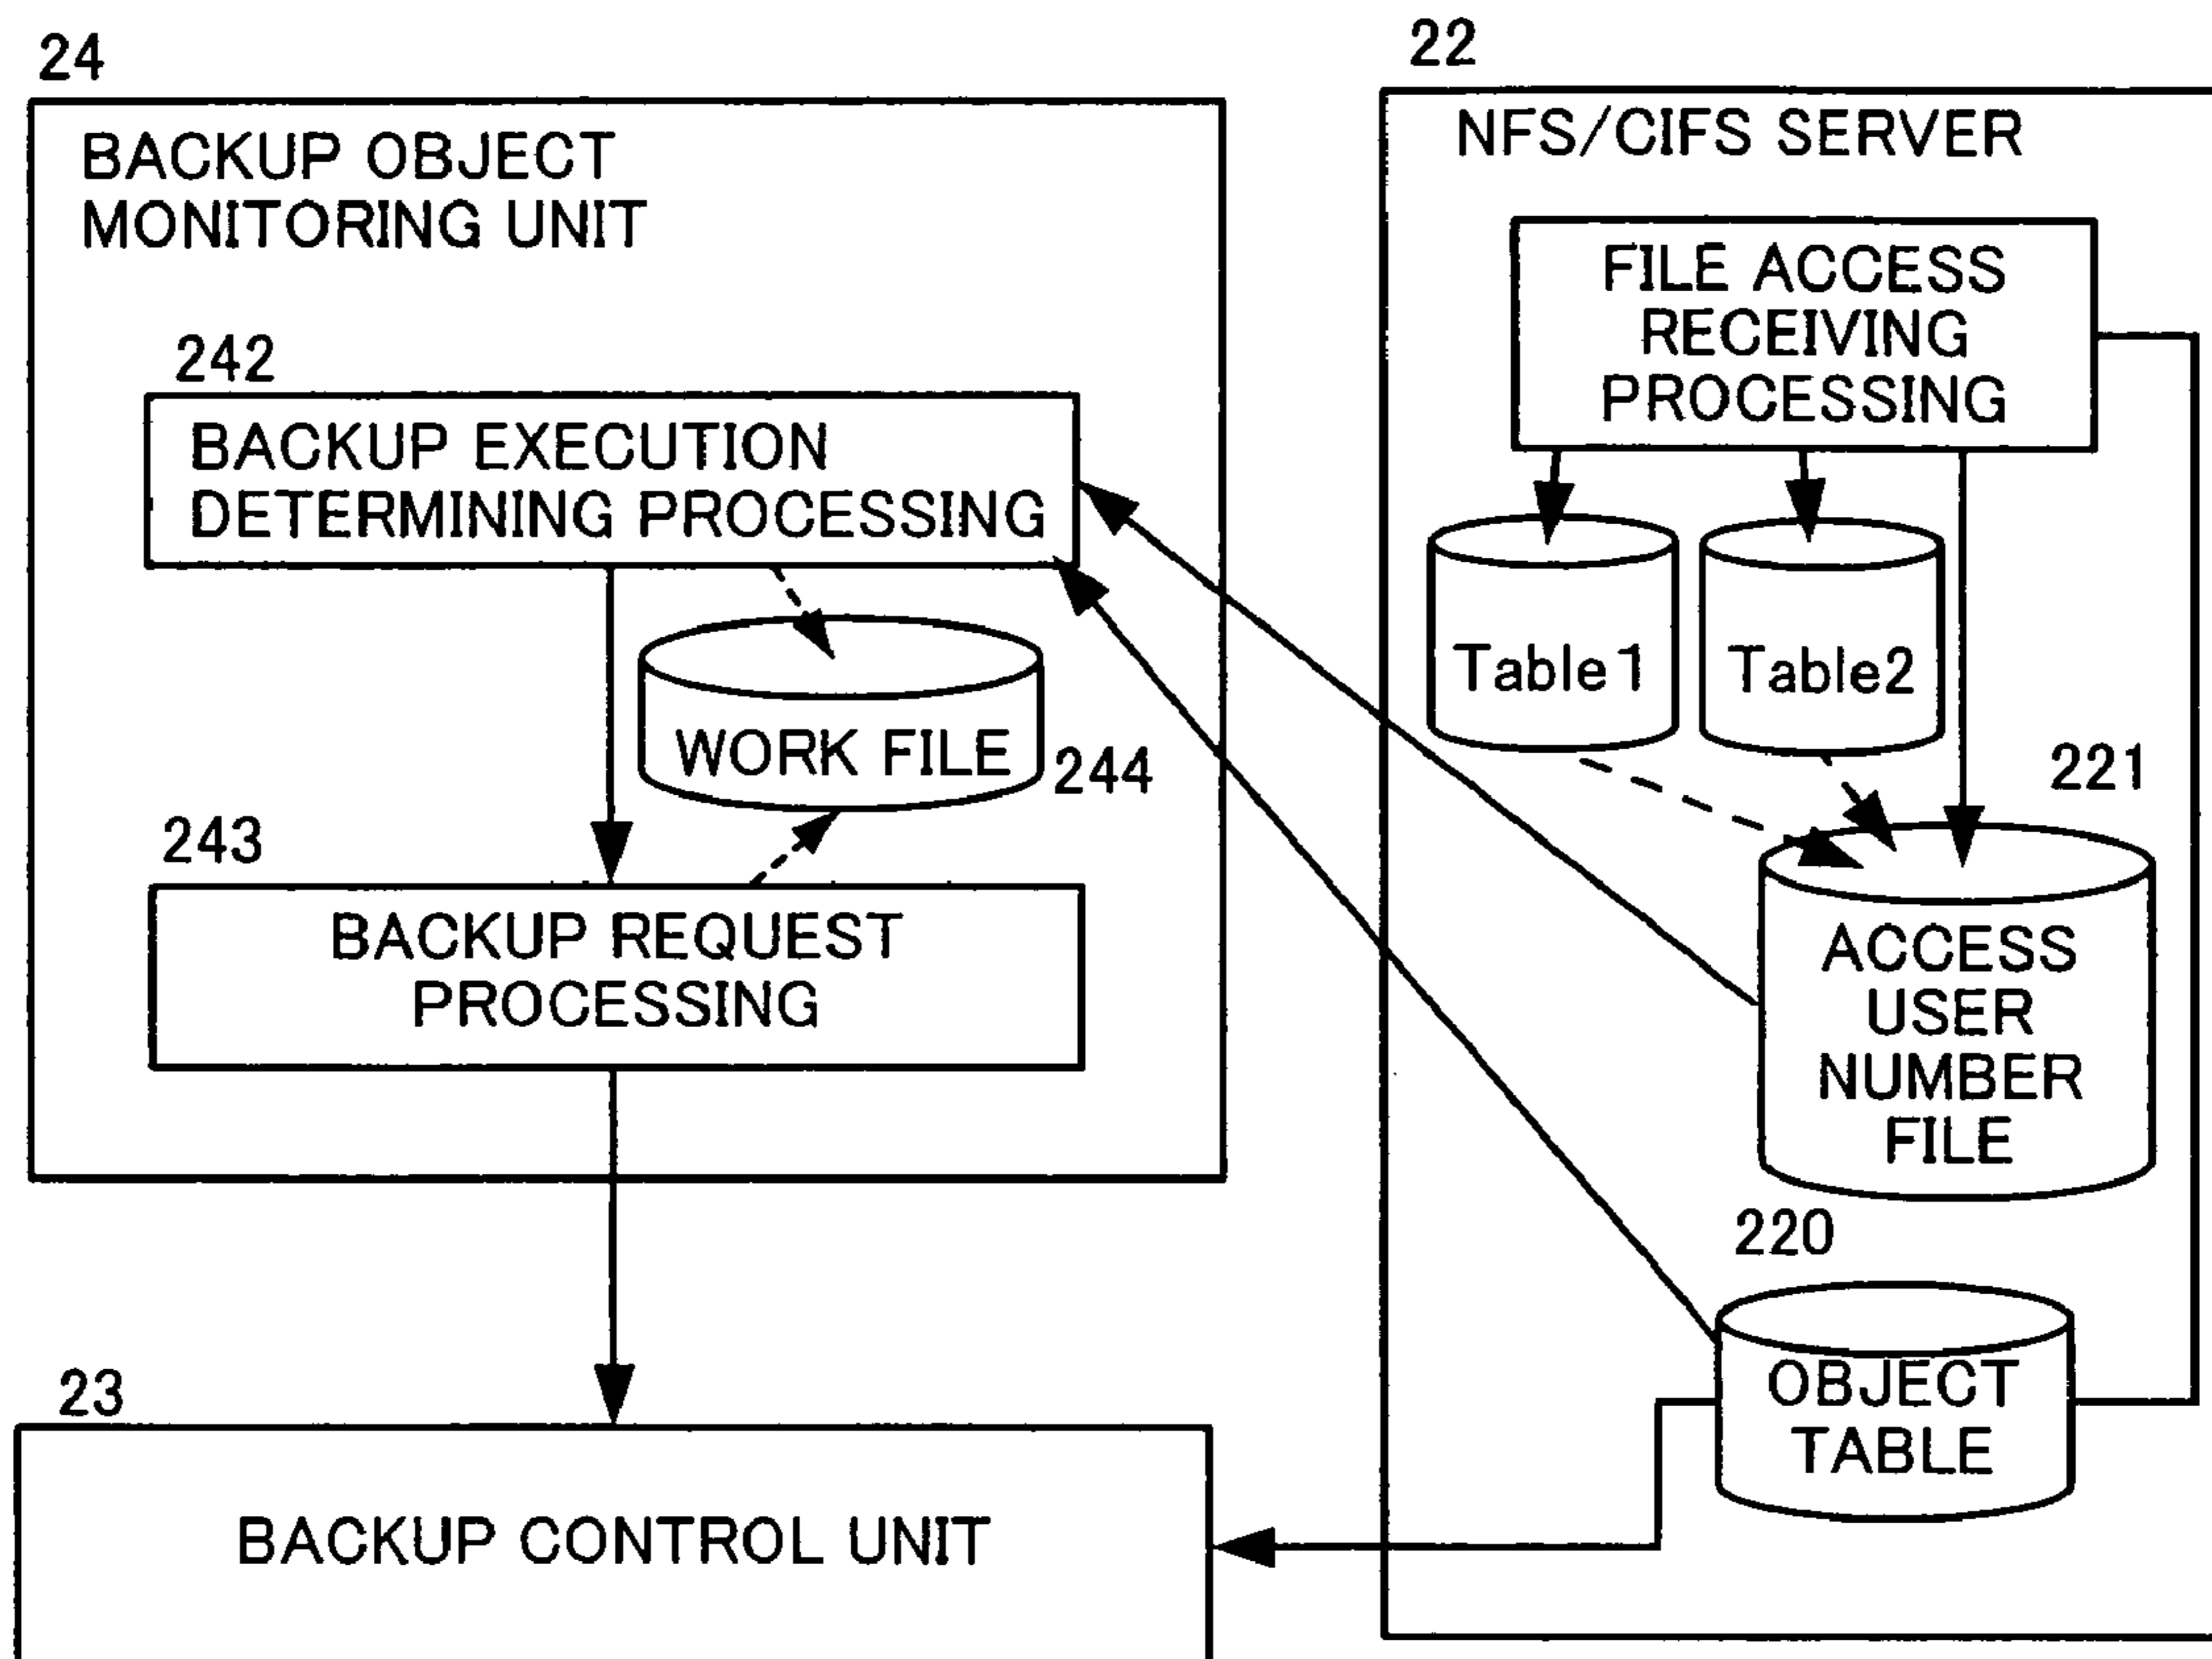 24
BACKUP OBJECT
MONITORING UNIT
242
BACKUP EXECUTION
DETERMINING PROCESSING
WORK FILE
244
243
BACKUP REQUEST
PROCESSING
23
BACKUP CONTROL UNIT
22
NFS/CIFS SERVER
FILE ACCESS
RECEIVING
PROCESSING
Table1
Table2
221
ACCESS
USER
NUMBER
FILE
220
OBJECT
TABLE